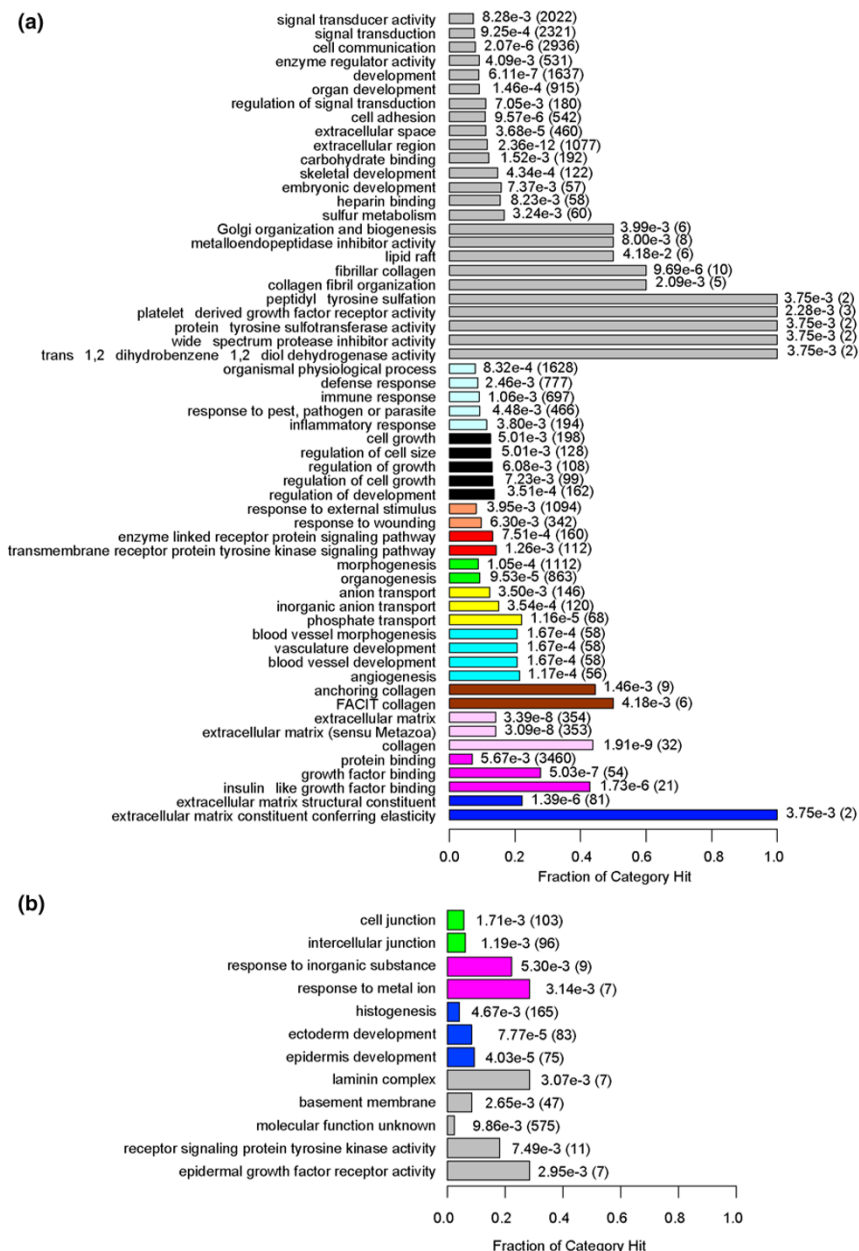 (a)
signal transducer activity 8.28e-3 (2022)
signal transduction 9.25e-4 (2321)
cell communication 2.07e-6 (2936)
enzyme regulator activity 4.09e-3 (531)
development 6.11e-7 (1637)
organ development 1.46e-4 (915)
regulation of signal transduction 7.05e-3 (180)
cell adhesion 9.57e-6 (542)
extracellular space 3.68e-5 (460)
extracellular region 2.36e-12 (1077)
carbohydrate binding 1.52e-3 (192)
skeletal development 4.34e-4 (122)
embryonic development 7.37e-3 (57)
heparin binding 8.23e-3 (58)
sulfur metabolism 3.24e-3 (60)
Golgi organization and biogenesis 3.99e-3 (6)
metalloendopeptidase inhibitor activity 8.00e-3 (8)
lipid raft 4.18e-2 (6)
fibrillar collagen 9.69e-6 (10)
collagen fibril organization 2.09e-3 (5)
peptidyl tyrosine sulfation 3.75e-3 (2)
platelet derived growth factor receptor activity 2.28e-3 (3)
protein tyrosine sulfotransferase activity 3.75e-3 (2)
wide spectrum protease inhibitor activity 3.75e-3 (2)
trans 1,2 dihydrobenzene 1,2 diol dehydrogenase activity 3.75e-3 (2)
organismal physiological process 8.32e-4 (1628)
defense response 2.46e-3 (777)
immune response 1.06e-3 (697)
response to pest, pathogen or parasite 4.48e-3 (466)
inflammatory response 3.80e-3 (194)
cell growth 5.01e-3 (198)
regulation of cell size 5.01e-3 (128)
regulation of growth 6.08e-3 (108)
regulation of cell growth 7.23e-3 (99)
regulation of development 3.51e-4 (162)
response to external stimulus 3.95e-3 (1094)
response to wounding 6.30e-3 (342)
enzyme linked receptor protein signaling pathway 7.51e-4 (160)
transmembrane receptor protein tyrosine kinase signaling pathway 1.26e-3 (112)
morphogenesis 1.05e-4 (1112)
organogenesis 9.53e-5 (863)
anion transport 3.50e-3 (146)
inorganic anion transport 3.54e-4 (120)
phosphate transport 1.16e-5 (68)
blood vessel morphogenesis 1.67e-4 (58)
vasculature development 1.67e-4 (58)
blood vessel development 1.67e-4 (58)
angiogenesis 1.17e-4 (56)
anchoring collagen 1.46e-3 (9)
FACIT collagen 4.18e-3 (6)
extracellular matrix 3.39e-8 (354)
extracellular matrix (sensu Metazoa) 3.09e-8 (353)
collagen 1.91e-9 (32)
protein binding 5.67e-3 (3460)
growth factor binding 5.03e-7 (54)
insulin like growth factor binding 1.73e-6 (21)
extracellular matrix structural constituent 1.39e-6 (81)
extracellular matrix constituent conferring elasticity 3.75e-3 (2)
0.0 0.2 0.4 0.6 0.8 1.0
Fraction of Category Hit
(b)
cell junction 1.71e-3 (103)
intercellular junction 1.19e-3 (96)
response to inorganic substance 5.30e-3 (9)
response to metal ion 3.14e-3 (7)
histogenesis 4.67e-3 (165)
ectoderm development 7.77e-5 (83)
epidermis development 4.03e-5 (75)
laminin complex 3.07e-3 (7)
basement membrane 2.65e-3 (47)
molecular function unknown 9.86e-3 (575)
receptor signaling protein tyrosine kinase activity 7.49e-3 (11)
epidermal growth factor receptor activity 2.95e-3 (7)
0.0 0.2 0.4 0.6 0.8 1.0
Fraction of Category Hit